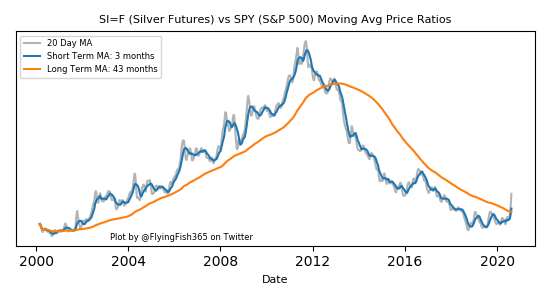 SI=F (Silver Futures) vs SPY (S&P 500) Moving Avg Price Ratios
20 Day MA
Short Term MA: 3 months
Long Term MA: 43 months
Plot by @FlyingFish365 on Twitter
2000 2004 2008 2012 2016 2020
Date